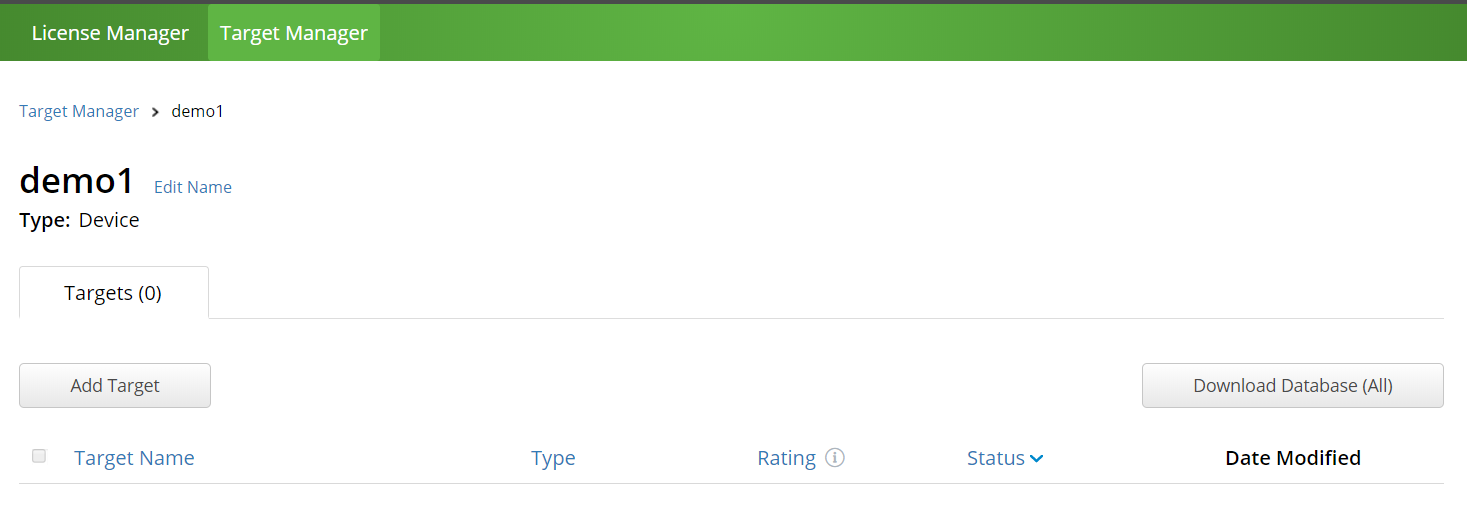 License Manager Target Manager
Target Manager > demo1
demo1 Edit Name
Type: Device
Targets (0)
Add Target Download Database (All)
Target Name Type Rating Status Date Modified